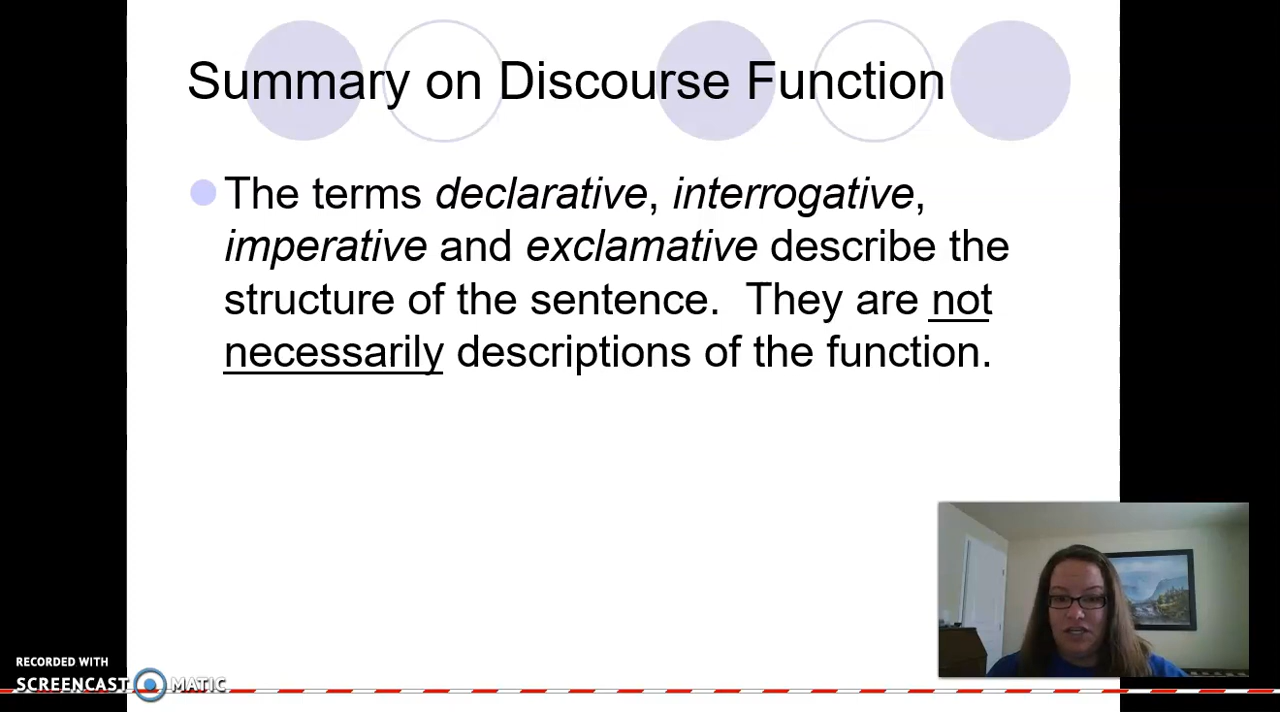 Summary on Discourse Function
The terms declarative, interrogative,
imperative and exclamative describe the
structure of the sentence.  They are not
necessarily descriptions of the function.
RECORDED WITH
SCREENCAST MATIC